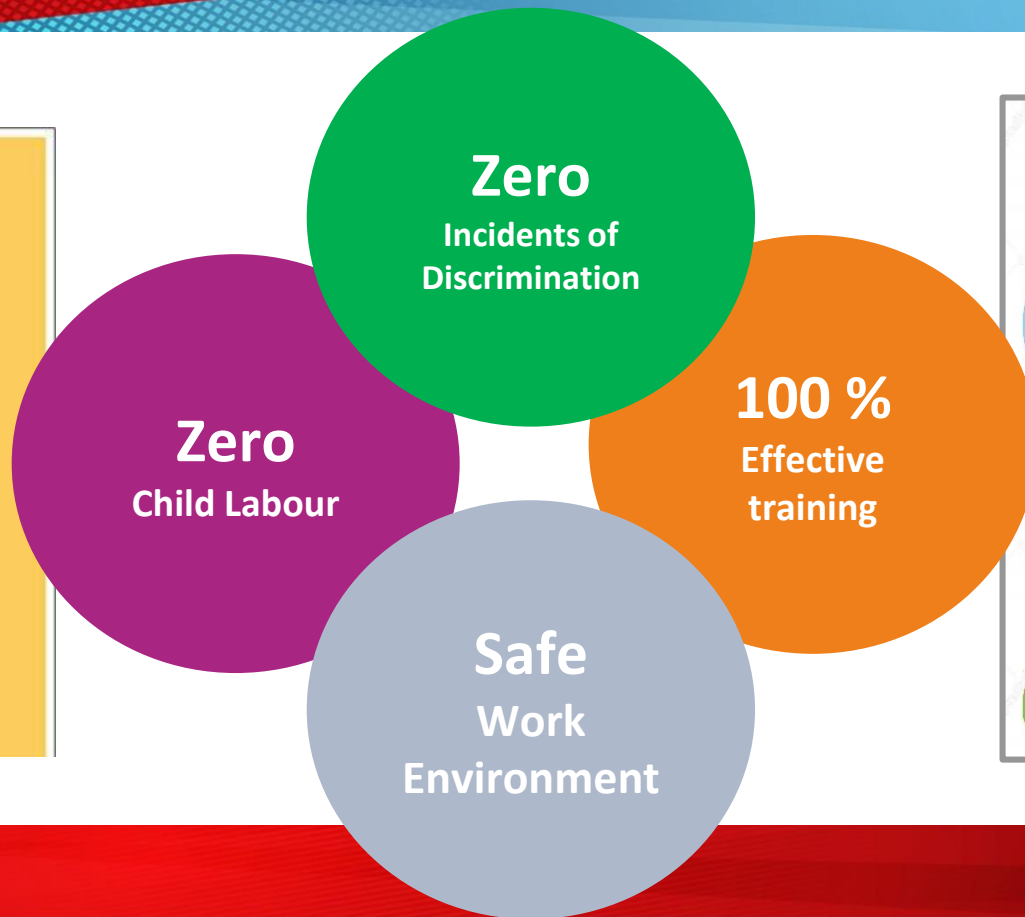 Zero
Incidents of
Discrimination
Zero
Child Labour
100 %
Effective
training
Safe
Work
Environment